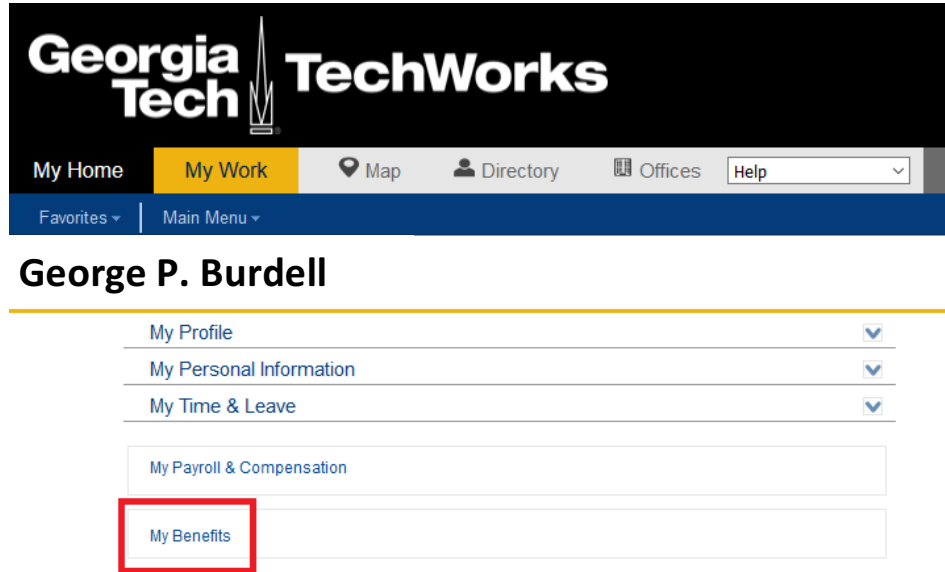 Georgia
Tech
TechWorks
My Home My Work Map Directory Offices Help
Favorites Main Menu
George P. Burdell
My Profile
My Personal Information
My Time & Leave
My Payroll & Compensation
My Benefits